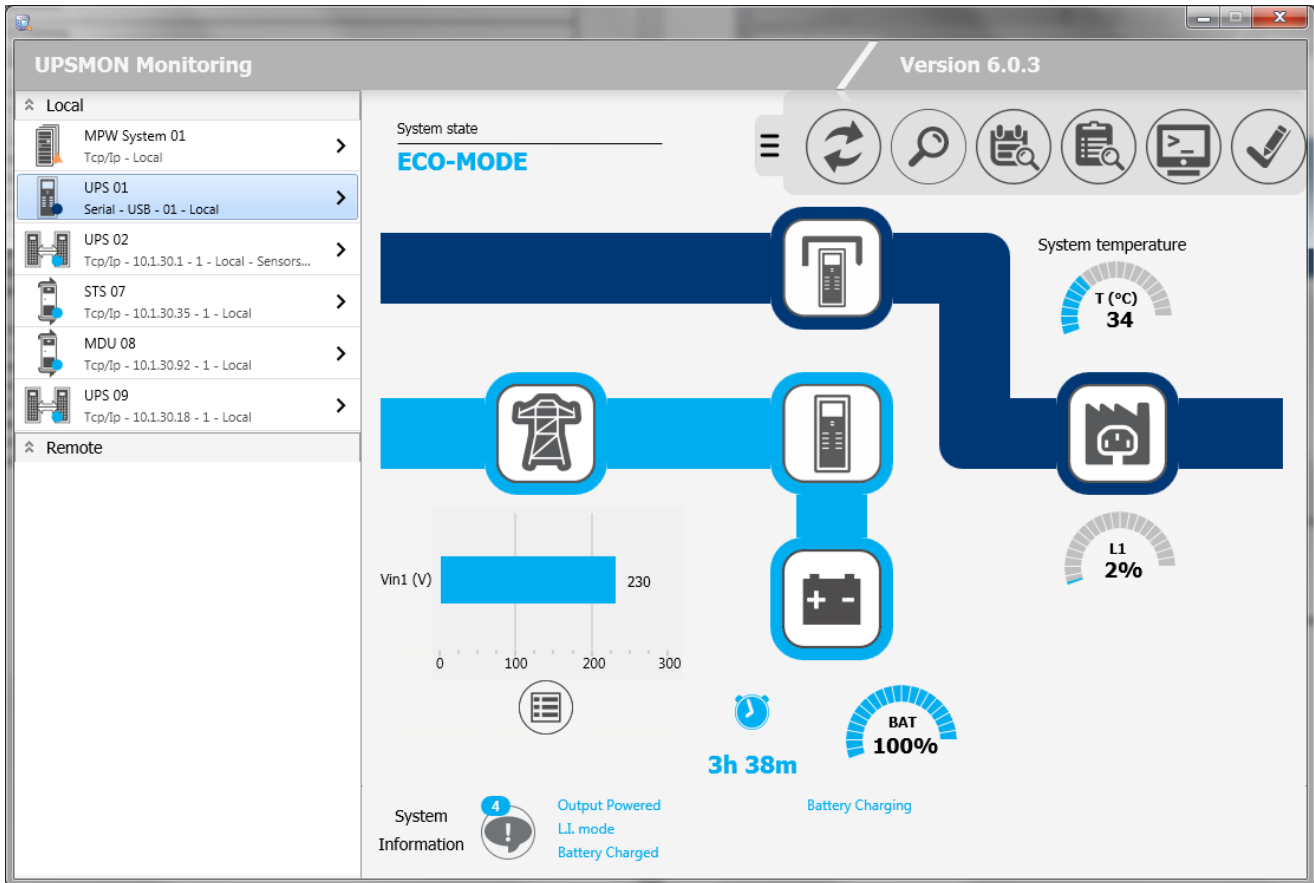 UPSMON Monitoring
Version 6.0.3
Local
MPW System 01
Tcp/Ip - Local
UPS 01
Serial - USB - 01 - Local
UPS 02
Tcp/Ip - 10.1.30.1 - 1 - Local - Sensors...
STS 07
Tcp/Ip - 10.1.30.35 - 1 - Local
MDU 08
Tcp/Ip - 10.1.30.92 - 1 - Local
UPS 09
Tcp/Ip - 10.1.30.18 - 1 - Local
Remote
System state
ECO-MODE
System temperature
T (°C)
34
L1
2%
Vin1 (V)
230
0 100 200 300
3h 38m
BAT
100%
System
Information
4
Output Powered
L.I. mode
Battery Charged
Battery Charging